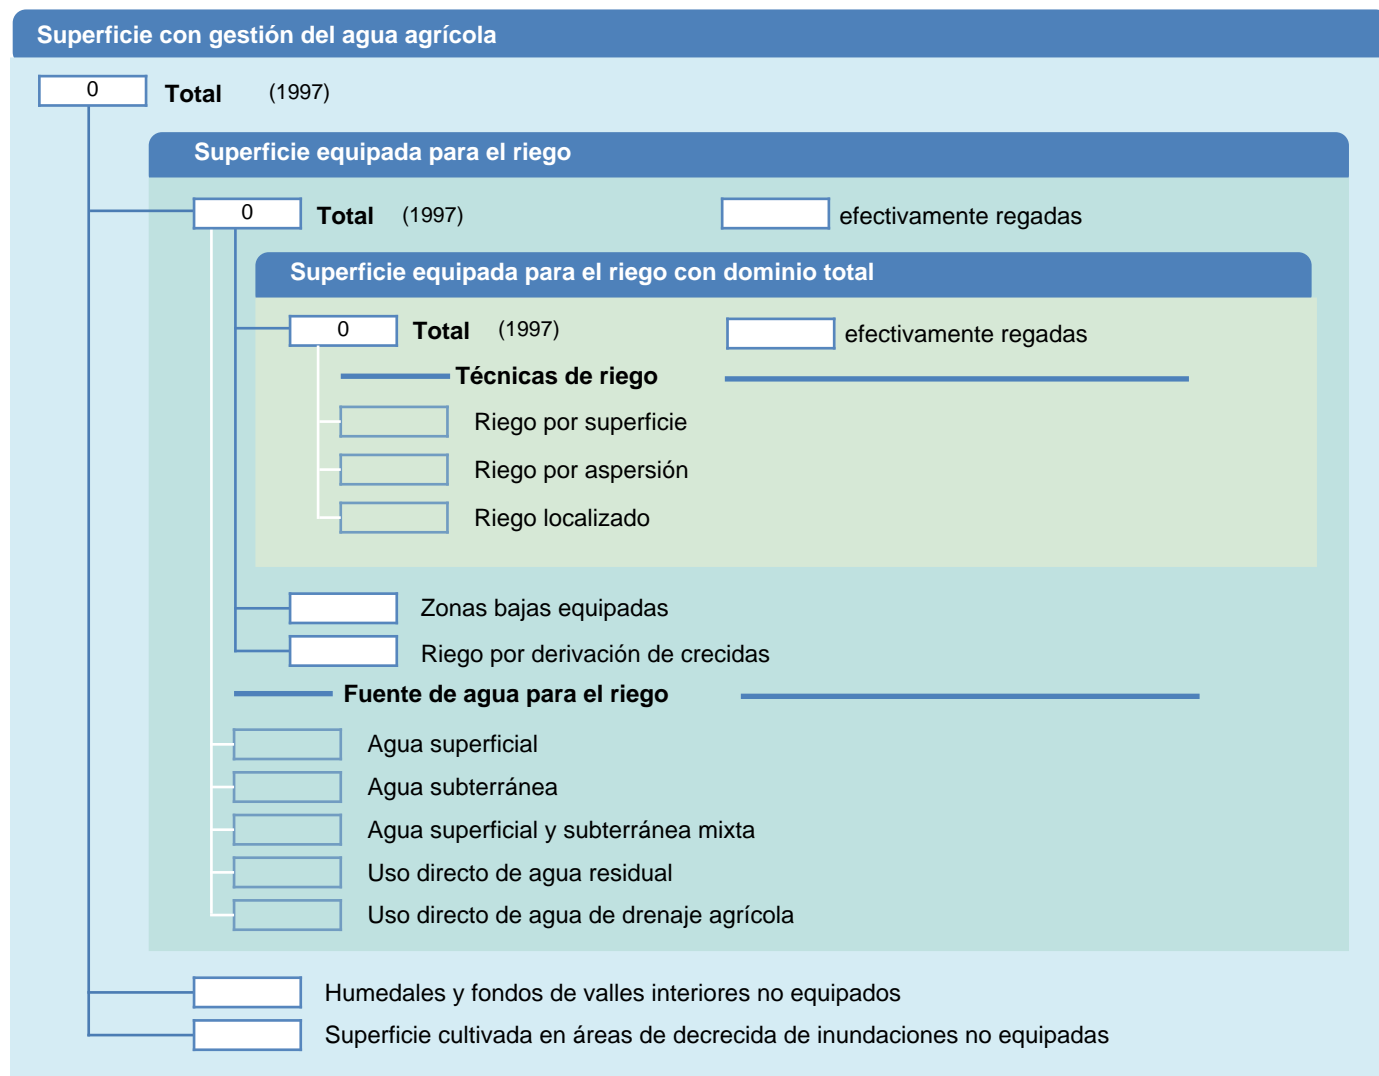 Superficie con gestión del agua agrícola
0 Total (1997)
Superficie equipada para el riego
0 Total (1997) efectivamente regadas
Superficie equipada para el riego con dominio total
0 Total (1997) efectivamente regadas
Técnicas de riego
Riego por superficie
Riego por aspersión
Riego localizado
Zonas bajas equipadas
Riego por derivación de crecidas
Fuente de agua para el riego
Agua superficial
Agua subterránea
Agua superficial y subterránea mixta
Uso directo de agua residual
Uso directo de agua de drenaje agrícola
Humedales y fondos de valles interiores no equipados
Superficie cultivada en áreas de decrecida de inundaciones no equipadas